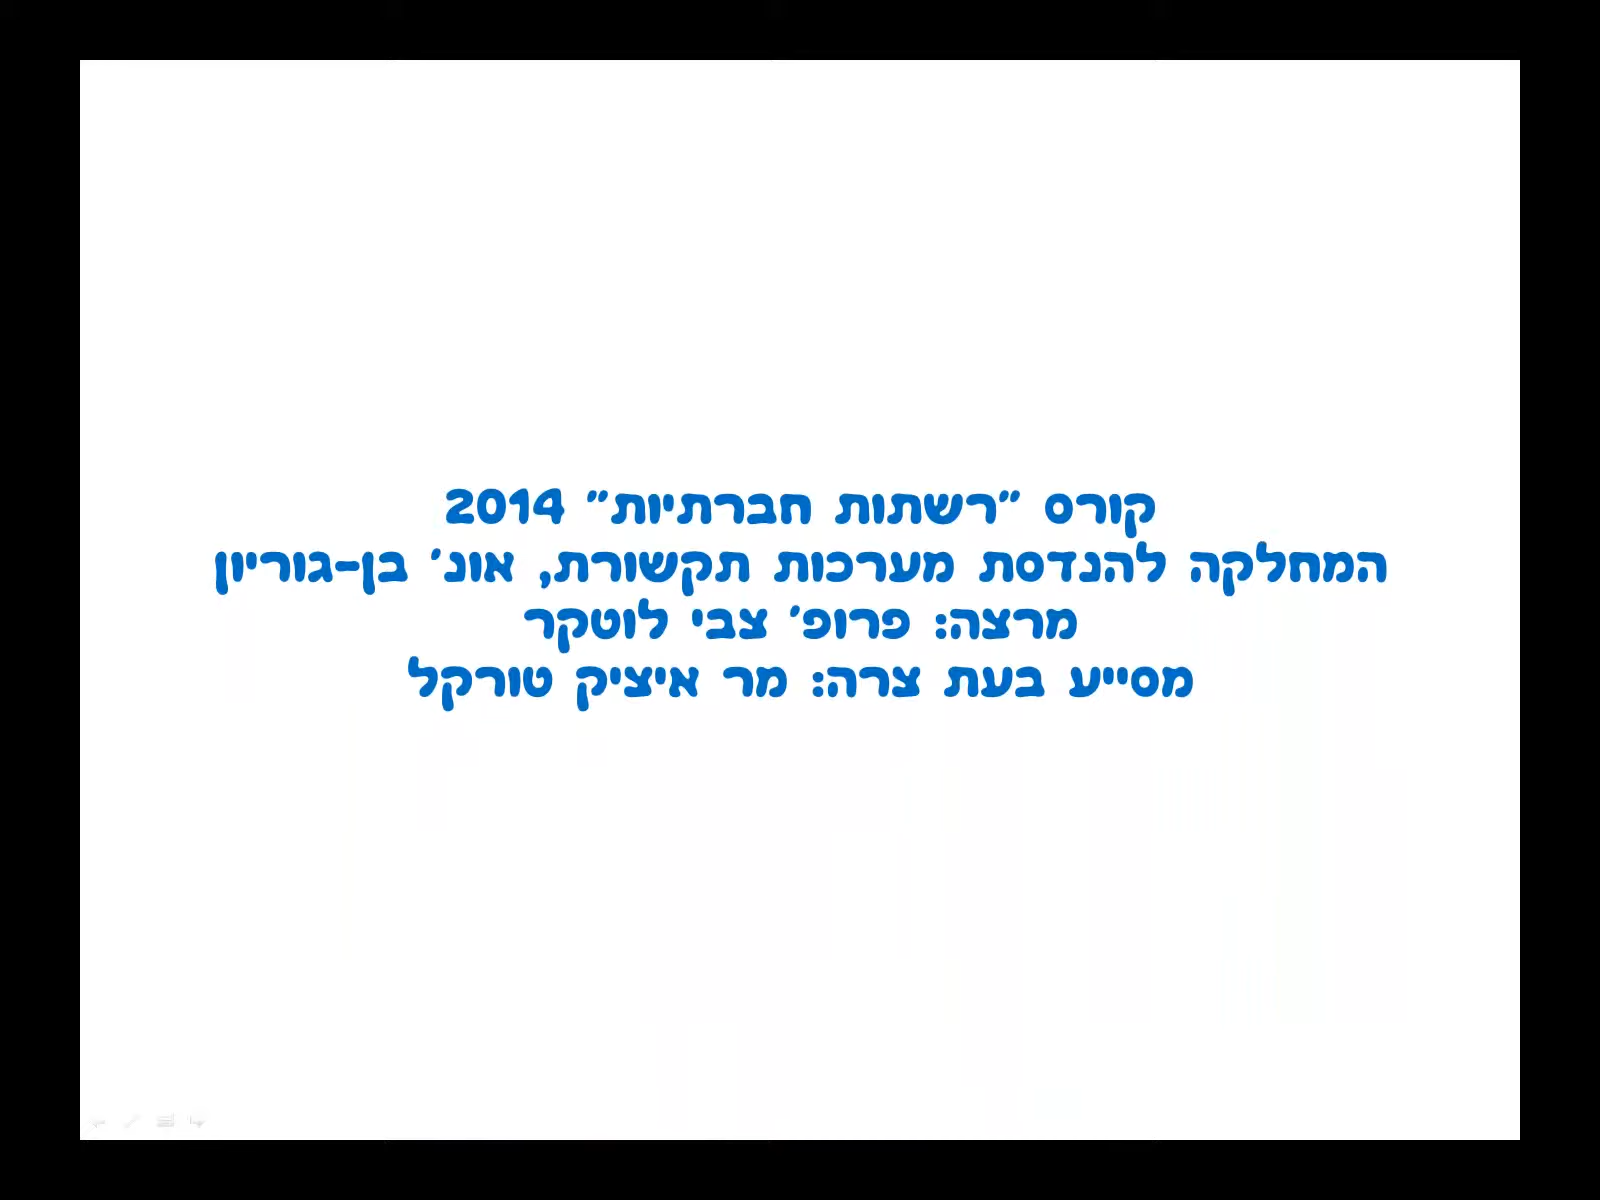 קורס "רשתות חברתיות" 2014
המחלקה להנדסת מערכות תקשורת, אונ' בן-גוריון
מרצה: פרופ' צבי לוטקר
מסייע בעת צרה: מר איציק טורקל